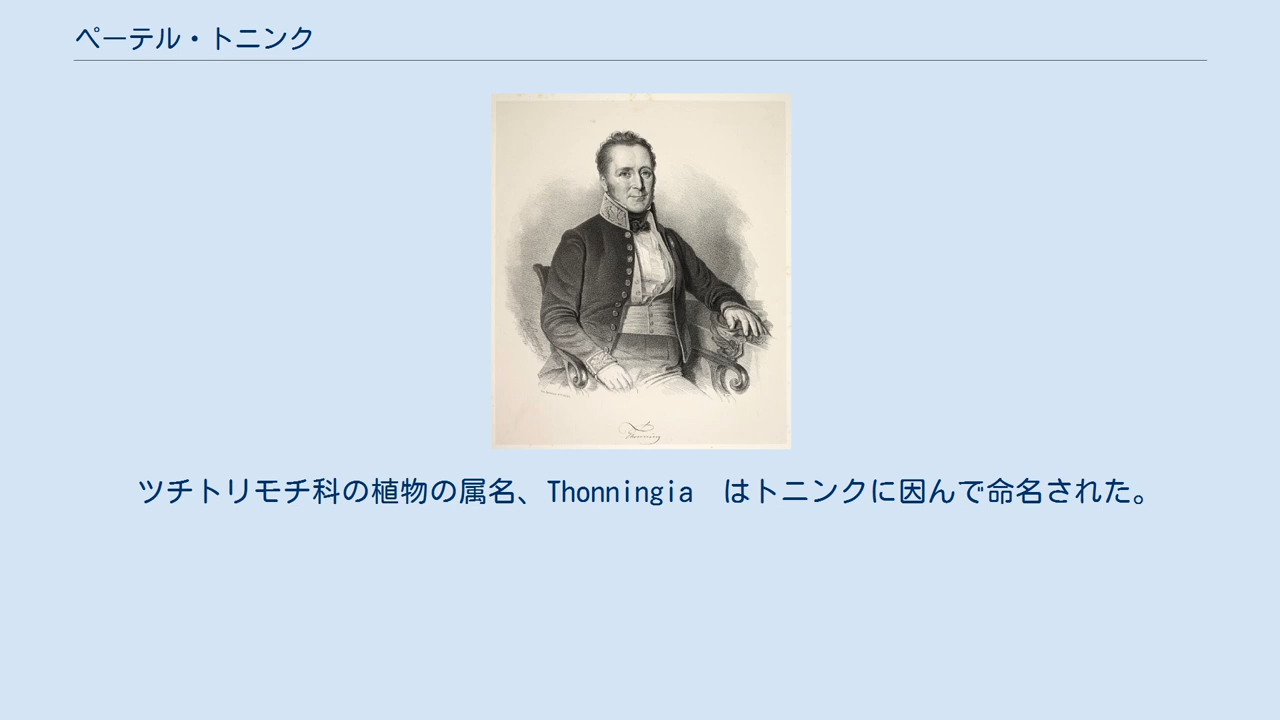 ペーテル・トニンク
Thonning
ツチトリモチ科の植物の属名、Thonningia　はトニンクに因んで命名された。